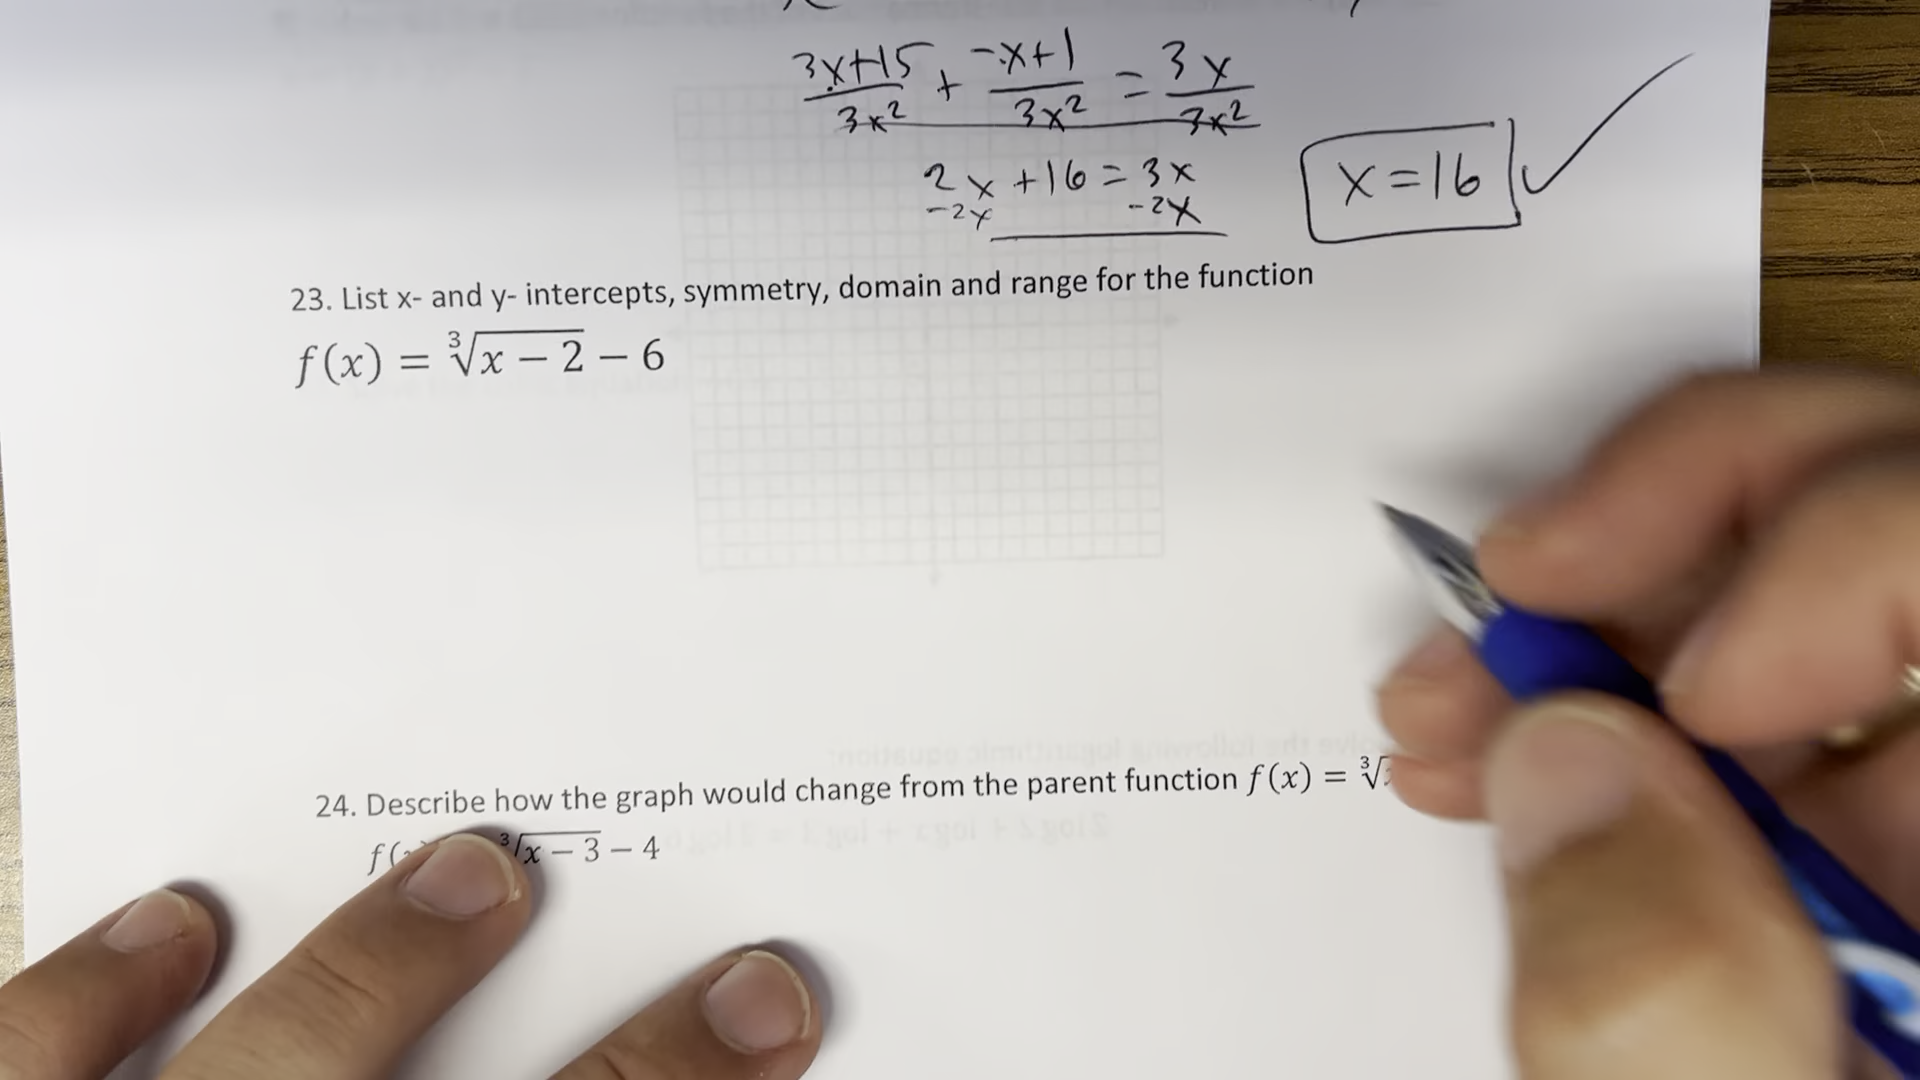 3x+15/3x² + -x+1/3x² = 3x/3x²
2x +16 = 3x
-2x -2x
x=16
23. List x- and y- intercepts, symmetry, domain and range for the function
f(x) = ∛(x − 2) − 6
24. Describe how the graph would change from the parent function f(x) = ∛
f( ∛(x − 3) − 4